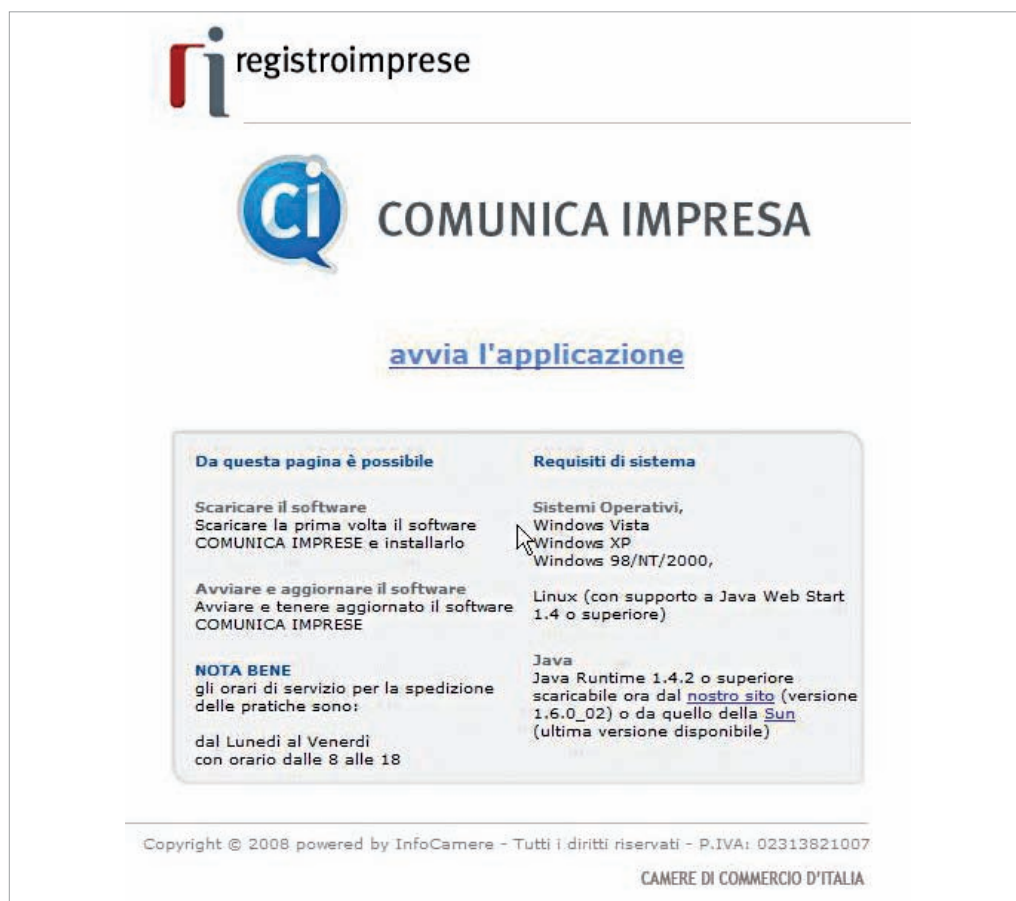 registroimprese
Ci
COMUNICA IMPRESA
avvia l'applicazione
Da questa pagina è possibile
Scaricare il software
Scaricare la prima volta il software
COMUNICA IMPRESE e installarlo
Avviare e aggiornare il software
Avviare e tenere aggiornato il software
COMUNICA IMPRESE
NOTA BENE
gli orari di servizio per la spedizione
delle pratiche sono:
dal Lunedì al Venerdì
con orario dalle 8 alle 18
Requisiti di sistema
Sistemi Operativi,
Windows Vista
Windows XP
Windows 98/NT/2000,
Linux (con supporto a Java Web Start
1.4 o superiore)
Java
Java Runtime 1.4.2 o superiore
scaricabile ora dal nostro sito (versione
1.6.0_02) o da quello della Sun
(ultima versione disponibile)
Copyright © 2008 powered by InfoCamere - Tutti i diritti riservati - P.IVA: 02313821007
CAMERE DI COMMERCIO D'ITALIA